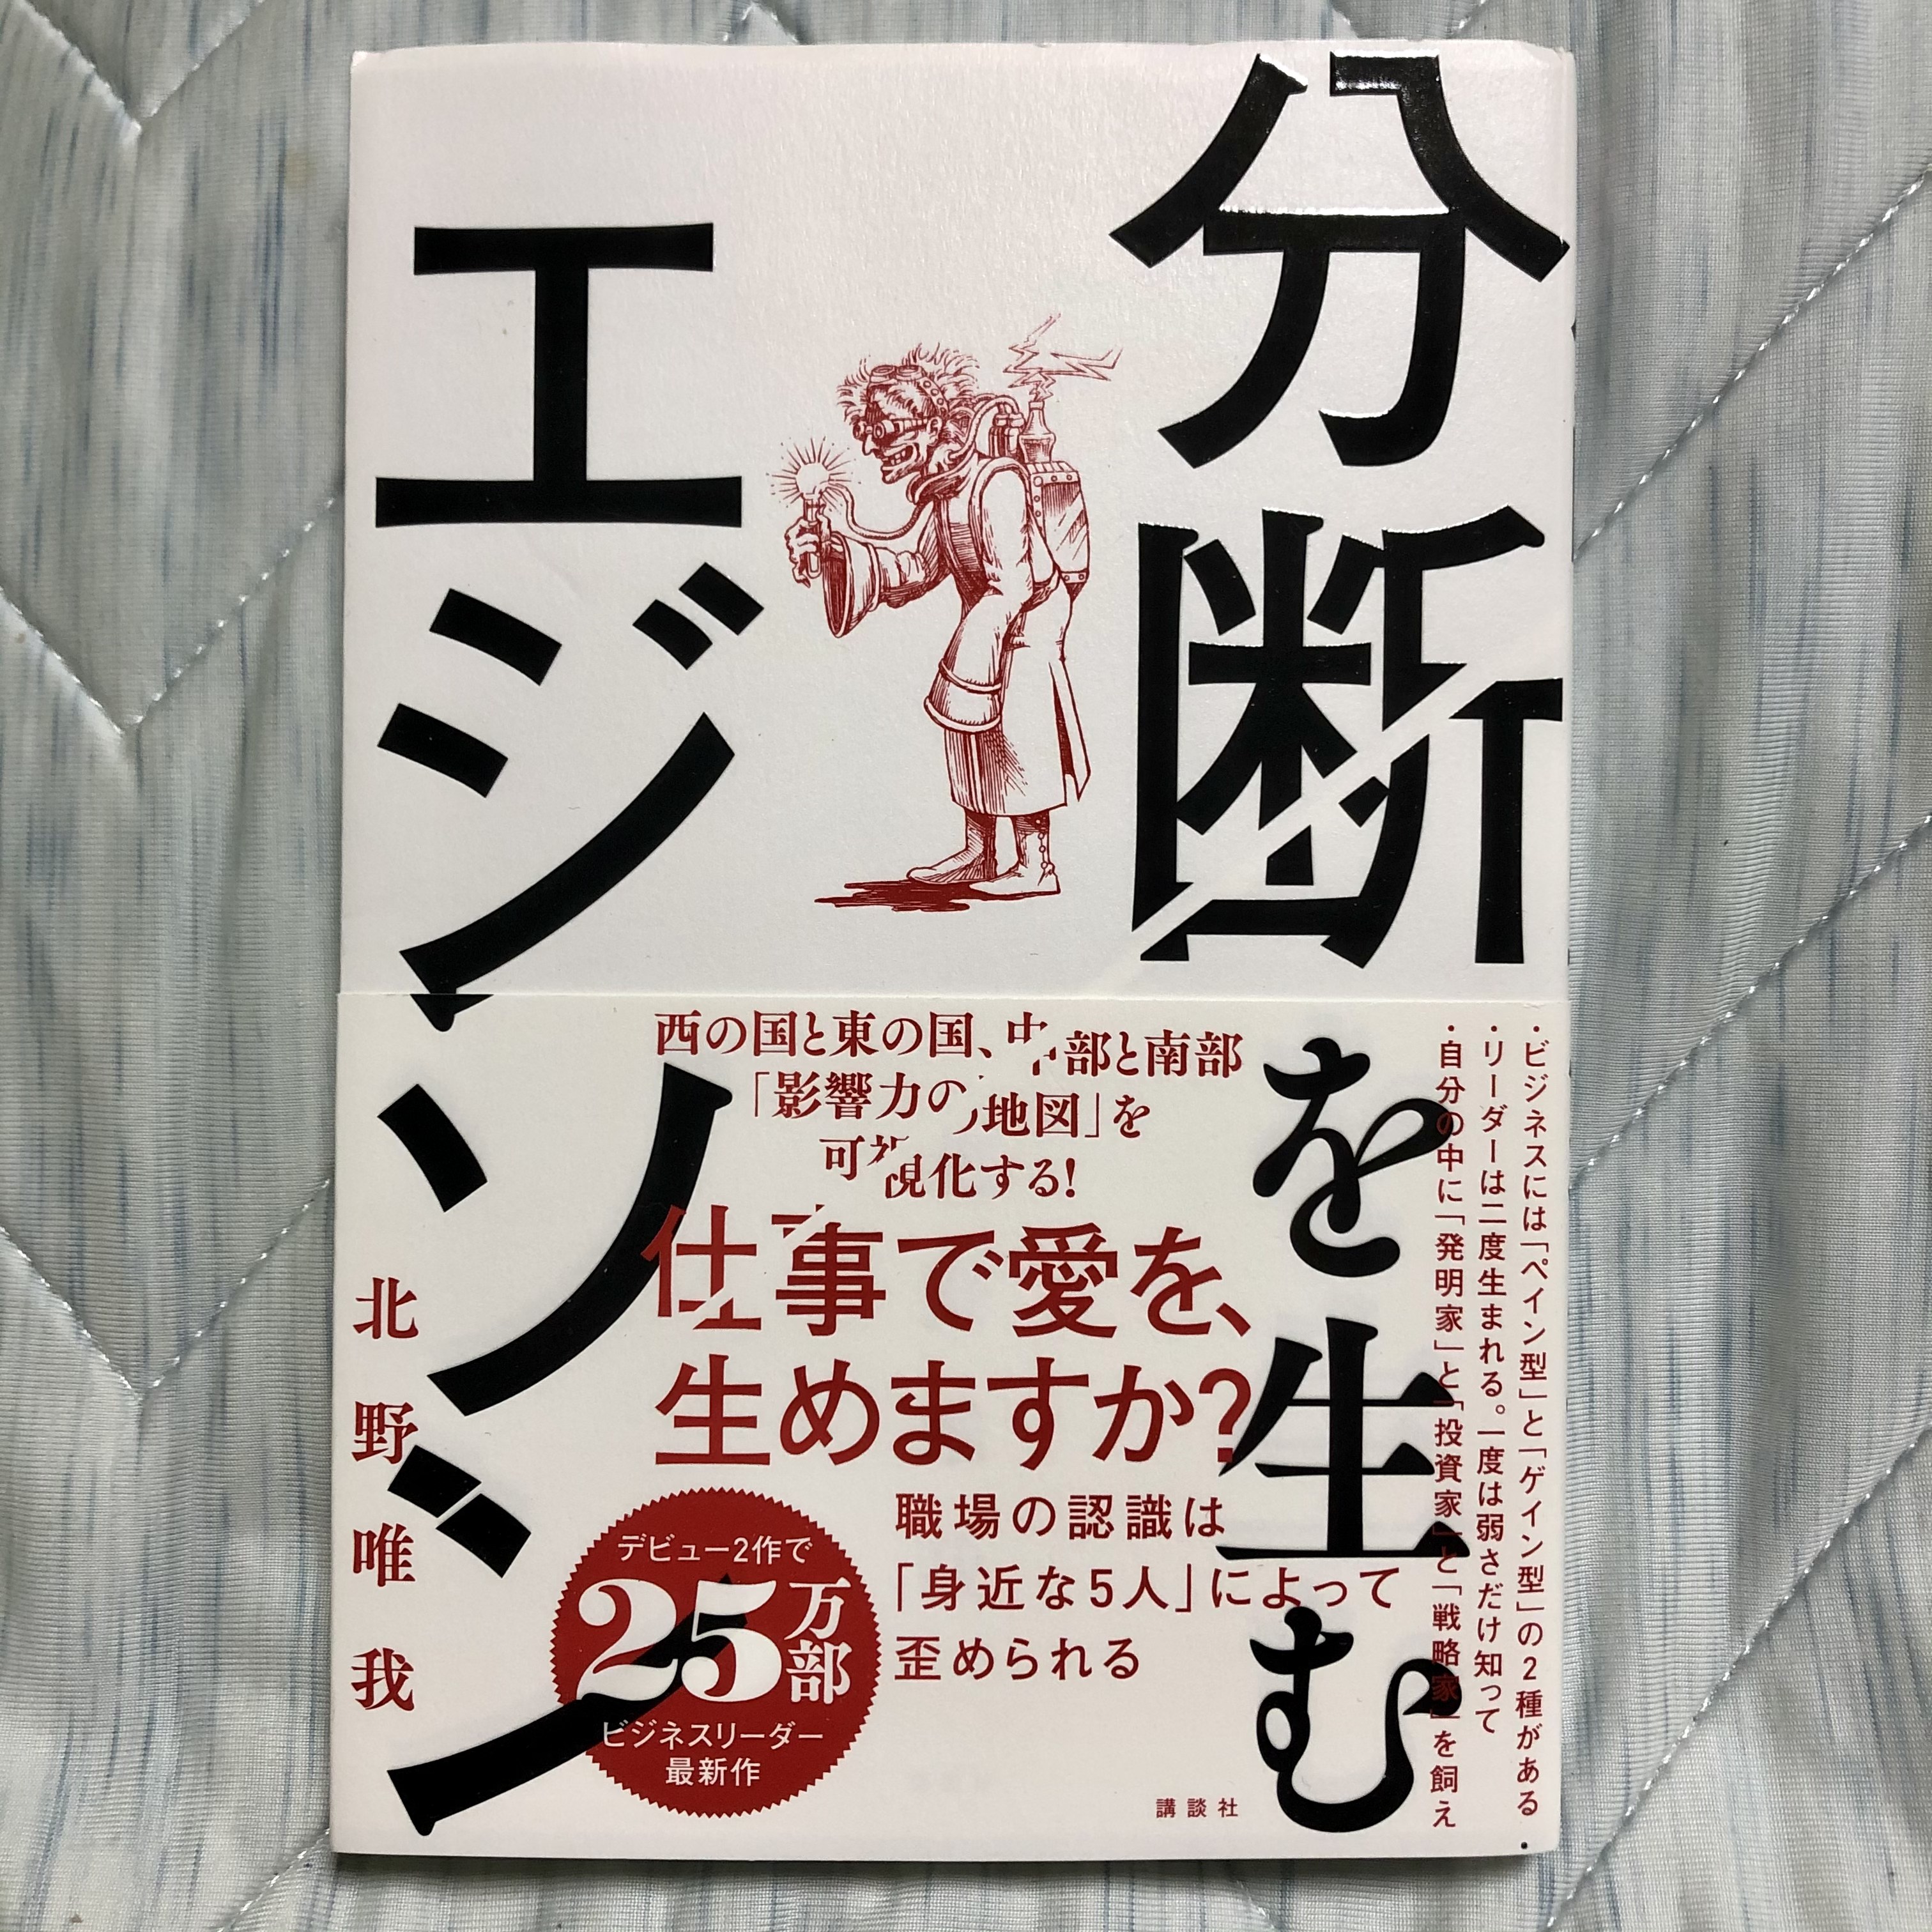 分断を生む
エジソン
北野唯我
西の国と東の国、中部と南部
「影響力の地図」を
可視化する!
仕事で愛を、
生めますか?
職場の認識は
「身近な5人」によって
歪められる
デビュー2作で
25万部
ビジネスリーダー
最新作
・ビジネスには「ペイン型」と「ゲイン型」の2種がある
・リーダーは二度生まれる。一度は弱さだけ知って
・自分の中に「発明家」と「投資家」と「戦略家」を飼え
講談社